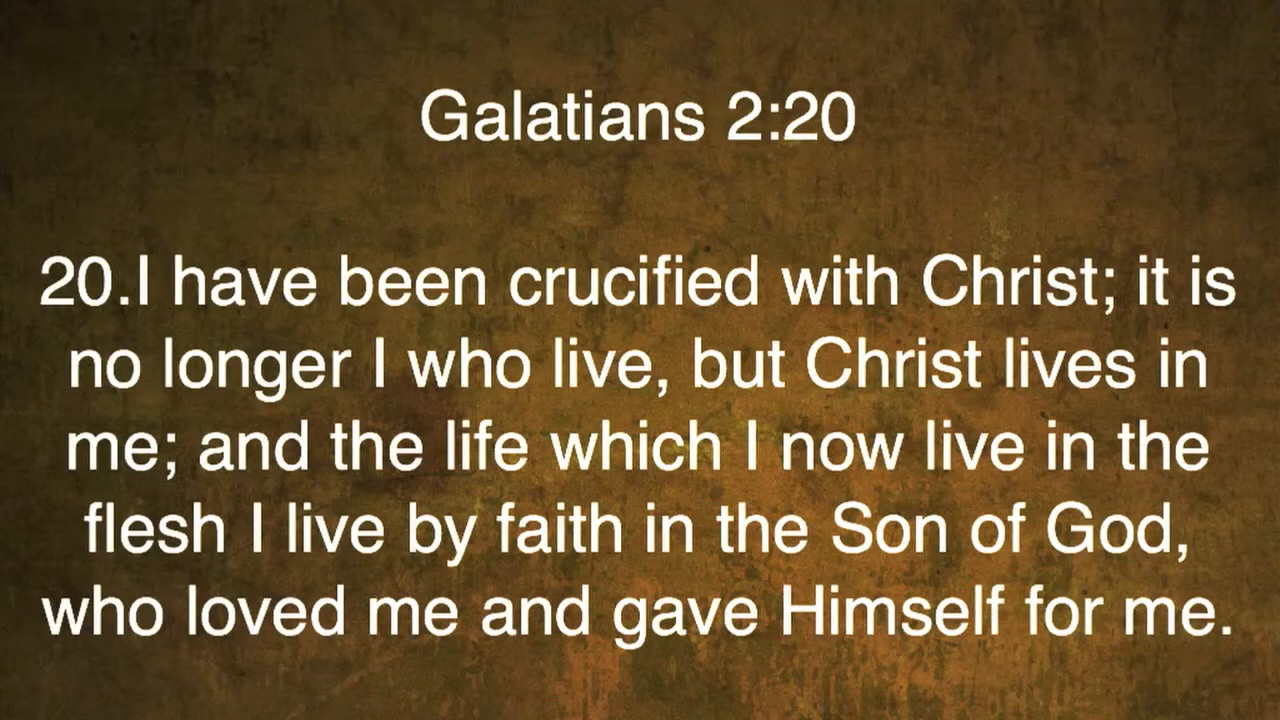 Galatians 2:20
20.I have been crucified with Christ; it is
no longer I who live, but Christ lives in
me; and the life which I now live in the
flesh I live by faith in the Son of God,
who loved me and gave Himself for me.